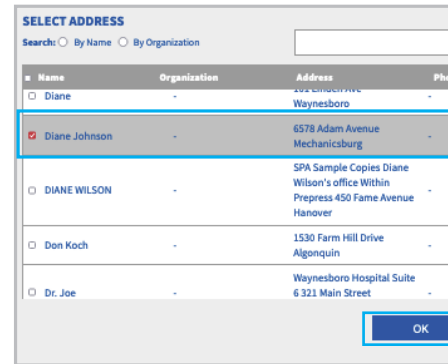 SELECT ADDRESS
Search: By Name By Organization
Name Organization Address
Diane - Waynesboro
Diane Johnson - 6578 Adam Avenue
Mechanicsburg
SPA Sample Copies Diane
Wilson's office Within
DIANE WILSON - Prepress 450 Fame Avenue
Hanover
Don Koch - 1530 Farm Hill Drive
Algonquin
Waynesboro Hospital Suite
Dr. Joe - 6 321 Main Street
OK